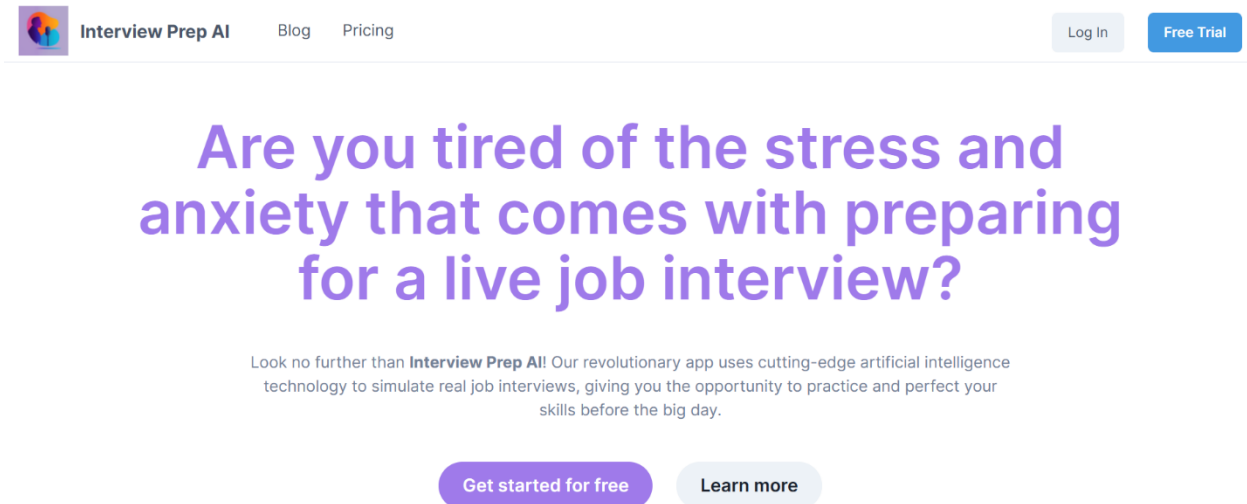 Interview Prep AI Blog Pricing Log In Free Trial
Are you tired of the stress and
anxiety that comes with preparing
for a live job interview?
Look no further than Interview Prep AI! Our revolutionary app uses cutting-edge artificial intelligence
technology to simulate real job interviews, giving you the opportunity to practice and perfect your
skills before the big day.
Get started for free Learn more